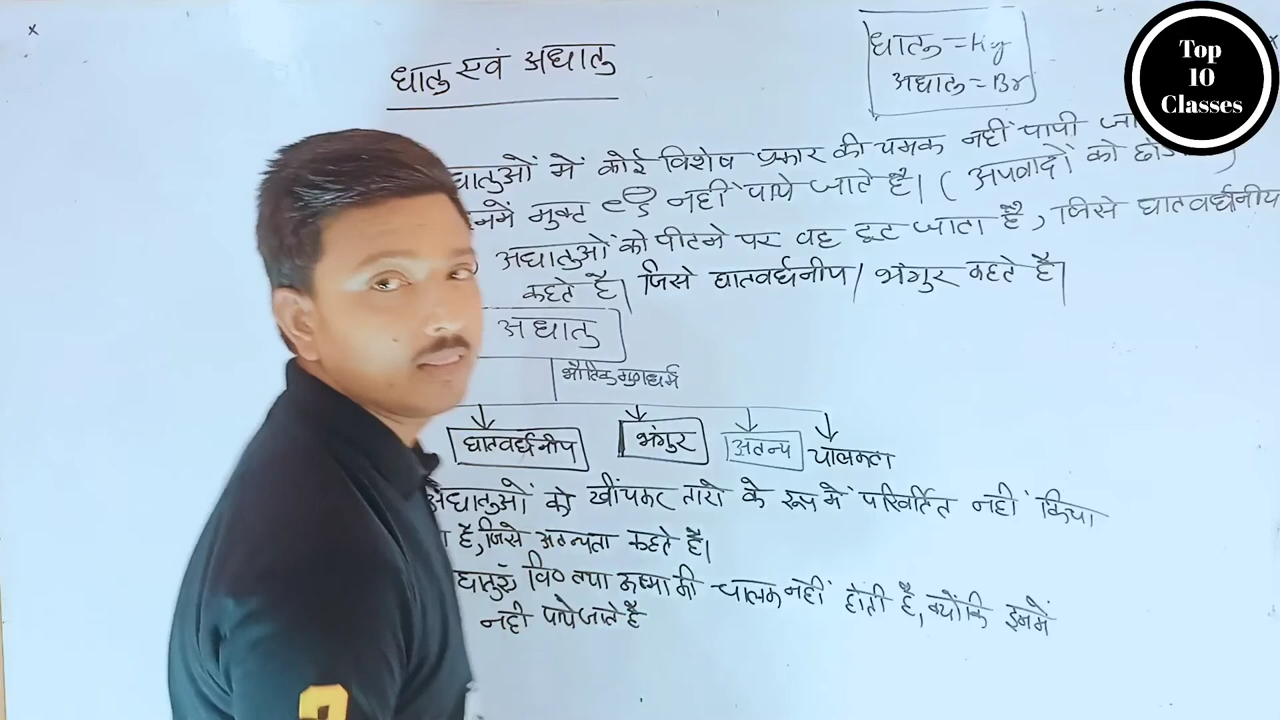 धातु एवं अधातु
धातु = Hg
अधातु = Br
Top
10
Classes
धातुओं में कोई विशेष प्रकार की चमक नहीं पायी
मुक्त e⊖ नहीं पाये जाते है। ( अपवादों को
अधातुओं को पीटने पर वह टूट जाता है, जिसे घातवर्धनीय
कहते है। जिसे घातवर्धनीय / भंगुर कहते है।
अधातु
भौतिक गुणधर्म
घातवर्धनीय भंगुर अतन्य चालकता
अधातुओं को खींचकर तारो के रूप में परिवर्तित नहीं किया
है, जिसे अतन्यता कहते है।
धातुएँ वि० तथा ऊष्मा की चालक नहीं होती है, क्योंकि इनमें
नही पाये जाते है